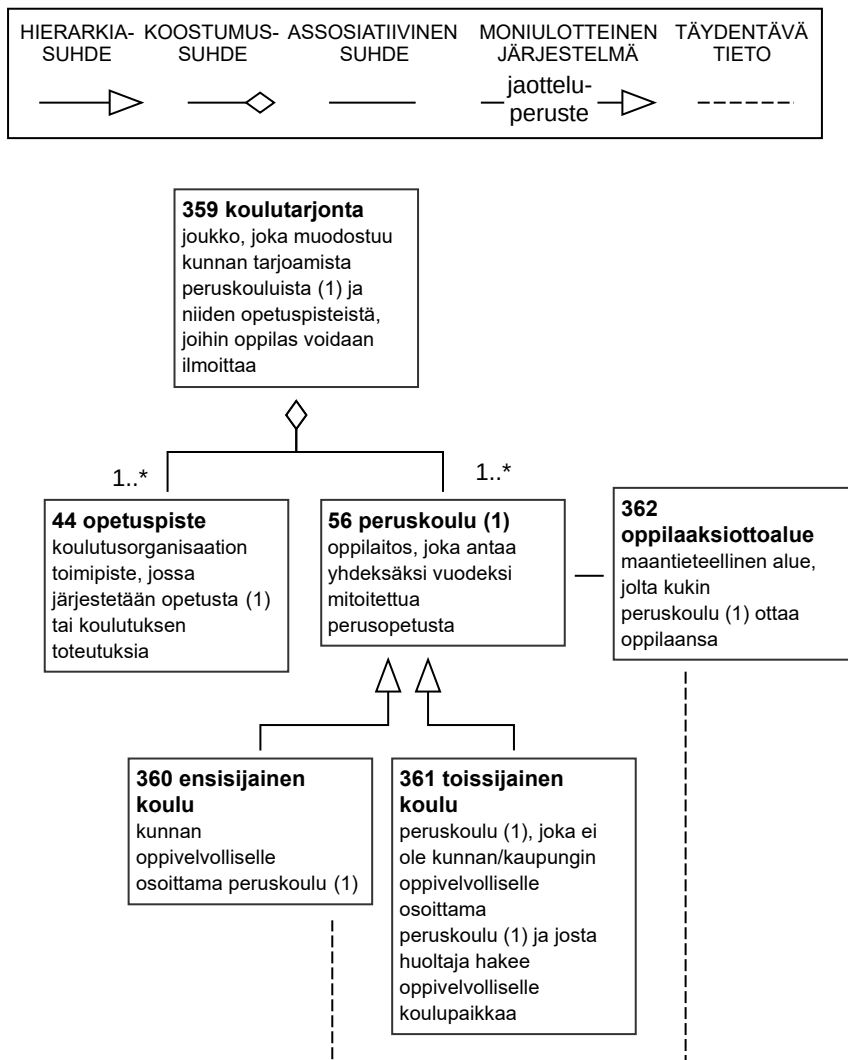 HIERARKIA-
SUHDE
KOOSTUMUS-
SUHDE
ASSOSIATIIVINEN
SUHDE
MONIULOTTEINEN
JÄRJESTELMÄ
TÄYDENTÄVÄ
TIETO
jaottelu-
peruste
359 koulutarjonta
joukko, joka muodostuu
kunnan tarjoamista
peruskouluista (1) ja
niiden opetuspisteistä,
joihin oppilas voidaan
ilmoittaa
1..*
1..*
44 opetuspiste
koulutusorganisaation
toimipiste, jossa
järjestetään opetusta (1)
tai koulutuksen
toteutuksia
56 peruskoulu (1)
oppilaitos, joka antaa
yhdeksäksi vuodeksi
mitoitettua
perusopetusta
362
oppilaaksiottoalue
maantieteellinen alue,
jolta kukin
peruskoulu (1) ottaa
oppilaansa
360 ensisijainen
koulu
kunnan
oppivelvolliselle
osoittama peruskoulu (1)
361 toissijainen
koulu
peruskoulu (1), joka ei
ole kunnan/kaupungin
oppivelvolliselle
osoittama
peruskoulu (1) ja josta
huoltaja hakee
oppivelvolliselle
koulupaikkaa